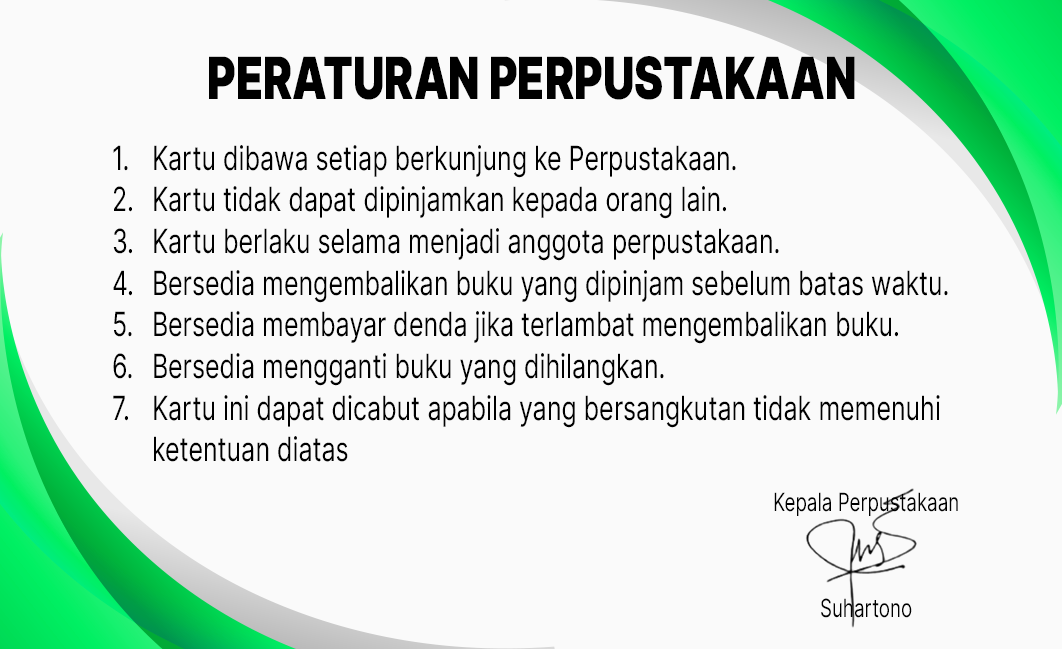 PERATURAN PERPUSTAKAAN
1. Kartu dibawa setiap berkunjung ke Perpustakaan.
2. Kartu tidak dapat dipinjamkan kepada orang lain.
3. Kartu berlaku selama menjadi anggota perpustakaan.
4. Bersedia mengembalikan buku yang dipinjam sebelum batas waktu.
5. Bersedia membayar denda jika terlambat mengembalikan buku.
6. Bersedia mengganti buku yang dihilangkan.
7. Kartu ini dapat dicabut apabila yang bersangkutan tidak memenuhi
ketentuan diatas
Kepala Perpustakaan
Suhartono